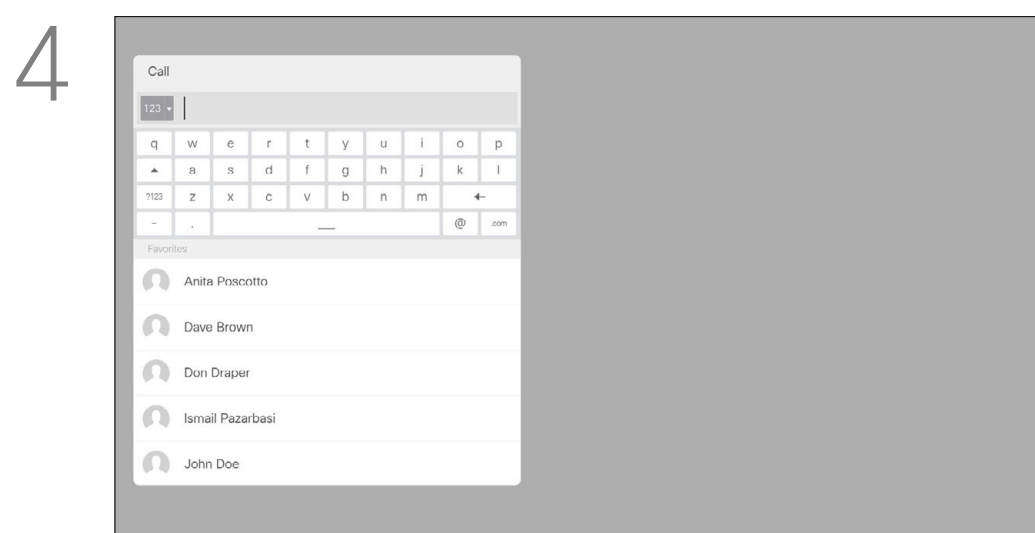 4
Call
123
q w e r t y u i o p
a s d f g h j k l
?123 z x c v b n m
- . @ .com
Favorites
Anita Poscotto
Dave Brown
Don Draper
Ismail Pazarbasi
John Doe